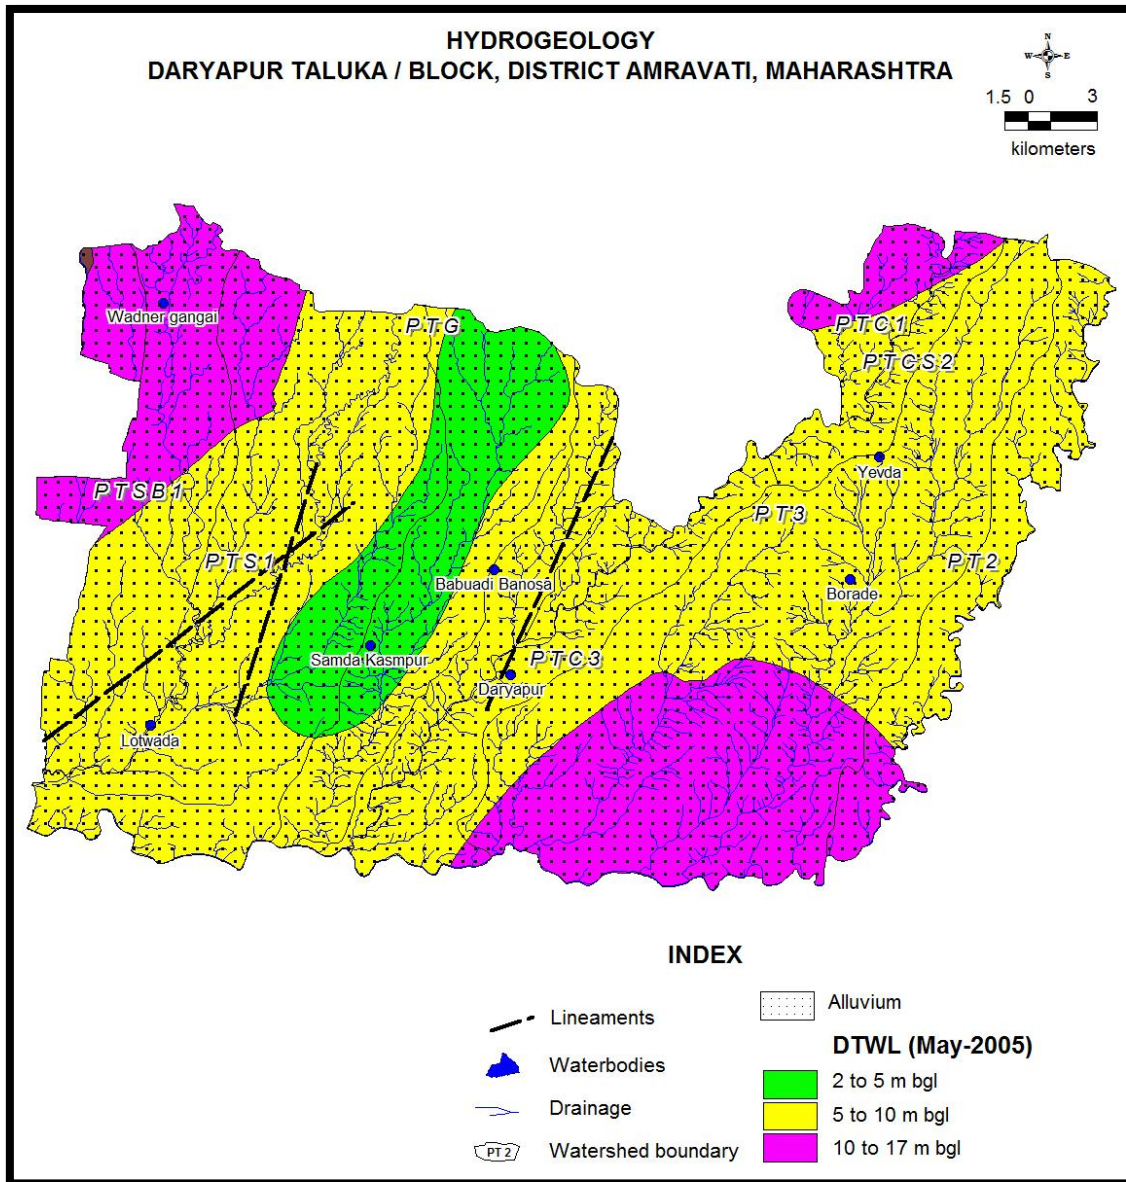 HYDROGEOLOGY
DARYAPUR TALUKA / BLOCK, DISTRICT AMRAVATI, MAHARASHTRA
N
W E
S
1.5 0 3
kilometers
Wadner gangai
PTG
PTC1
PTCS2
Yevda
PTSB1
PT3
PTS1
PT2
Babuadi Banosa
Borade
Samda Kasmpur
PTC3
Daryapur
Lotwada
INDEX
Lineaments
Waterbodies
Drainage
PT 2 Watershed boundary
Alluvium
DTWL (May-2005)
2 to 5 m bgl
5 to 10 m bgl
10 to 17 m bgl